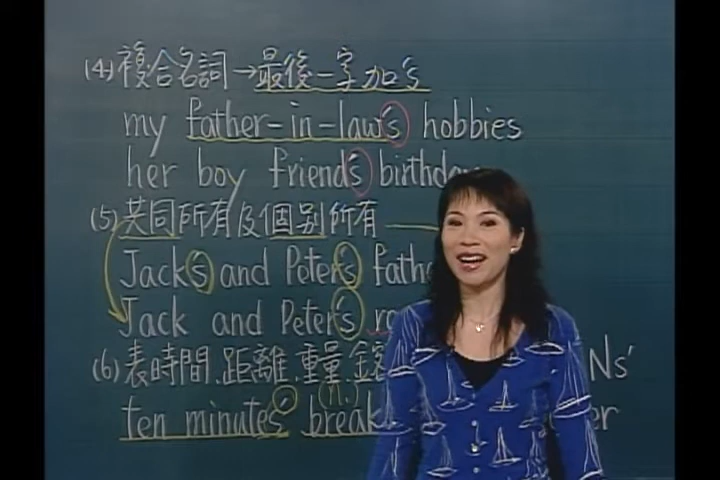 (4) 複合名詞→最後一字加's
my father-in-law's hobbies
her boy friend's birthday
(5) 共同所有及個別所有
Jack's and Peter's
Jack and Peter's
(6) 表時間、距離、重量、 Ns'
ten minutes' break (n.)